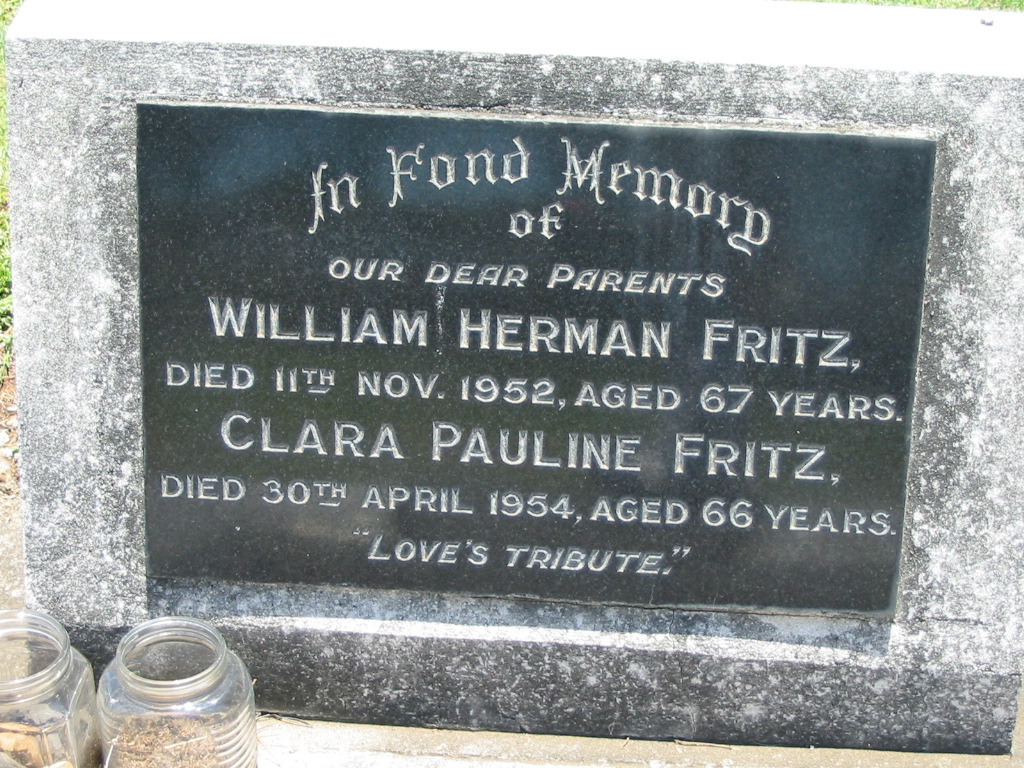 In Fond Memory
of
OUR DEAR PARENTS
WILLIAM HERMAN FRITZ,
DIED 11TH NOV. 1952, AGED 67 YEARS.
CLARA PAULINE FRITZ,
DIED 30TH APRIL 1954, AGED 66 YEARS.
"LOVE'S TRIBUTE."